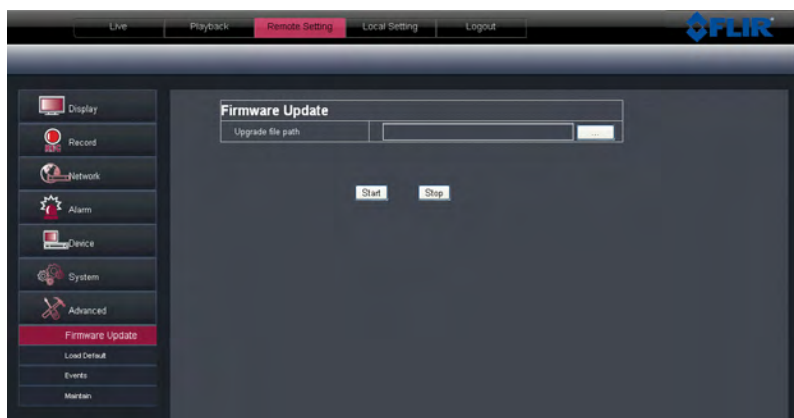 Live Playback Remote Setting Local Setting Logout FLIR
Display
Record
Network
Alarm
Device
System
Advanced
Firmware Update
Load Default
Events
Maintain
Firmware Update
Upgrade file path ...
Start Stop